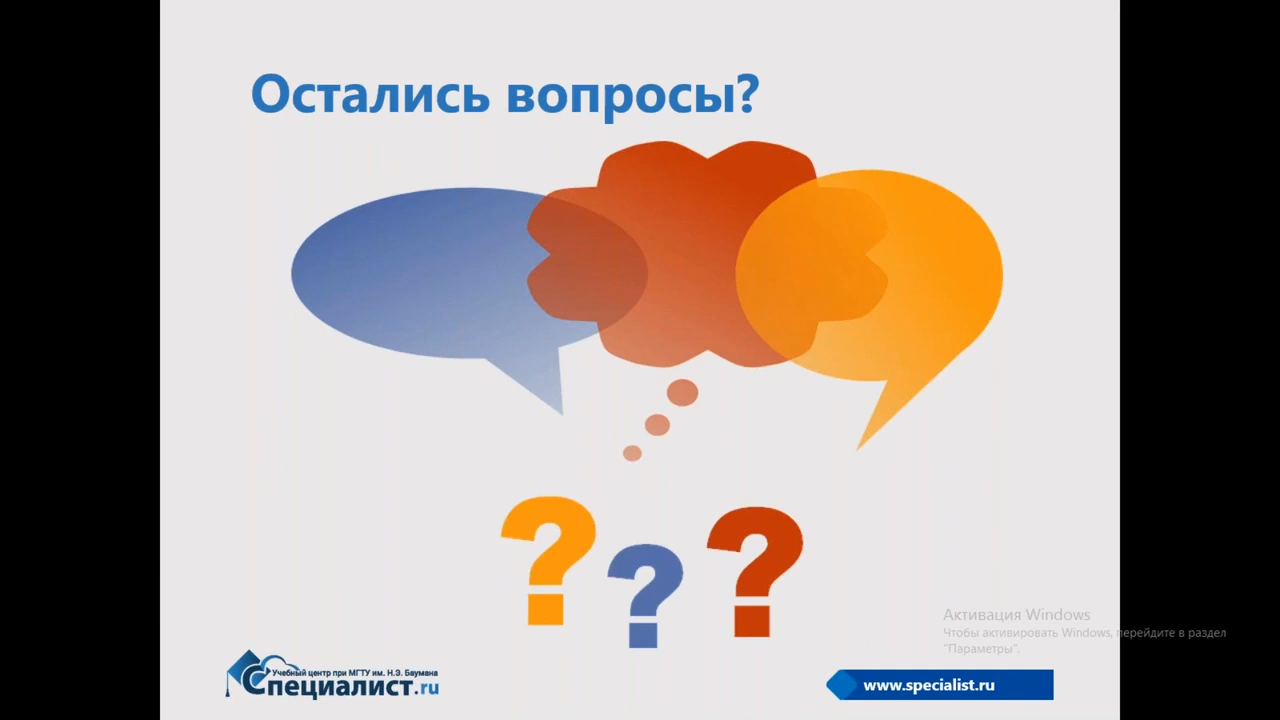 Остались вопросы?
? ? ?
Активация Windows
Чтобы активировать Windows, перейдите в раздел
"Параметры".
Учебный центр при МГТУ им. Н.Э. Баумана
Специалист.ru
www.specialist.ru